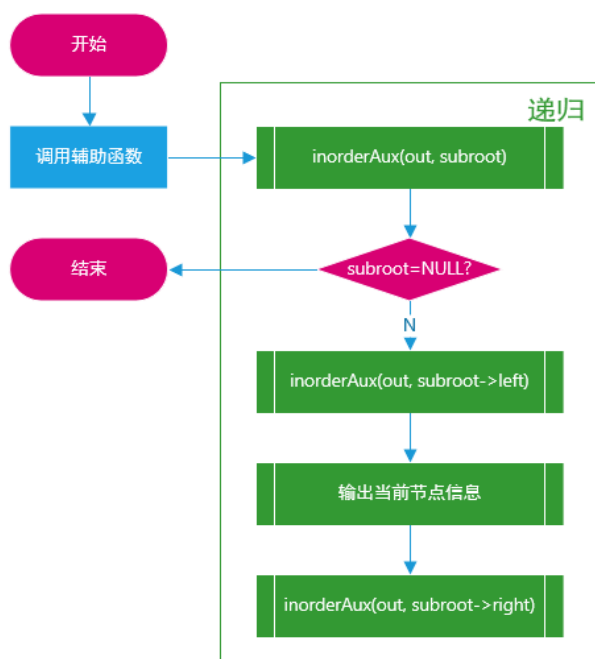 开始
递归
调用辅助函数
inorderAux(out, subroot)
结束
subroot=NULL?
N
inorderAux(out, subroot->left)
输出当前节点信息
inorderAux(out, subroot->right)